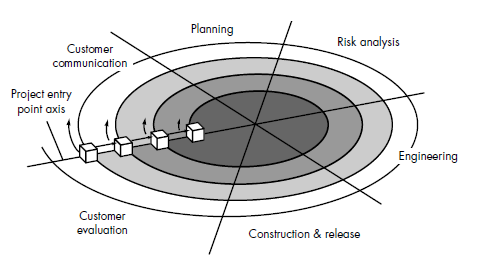 Planning
Risk analysis
Customer
communication
Project entry
point axis
Engineering
Customer
evaluation
Construction & release